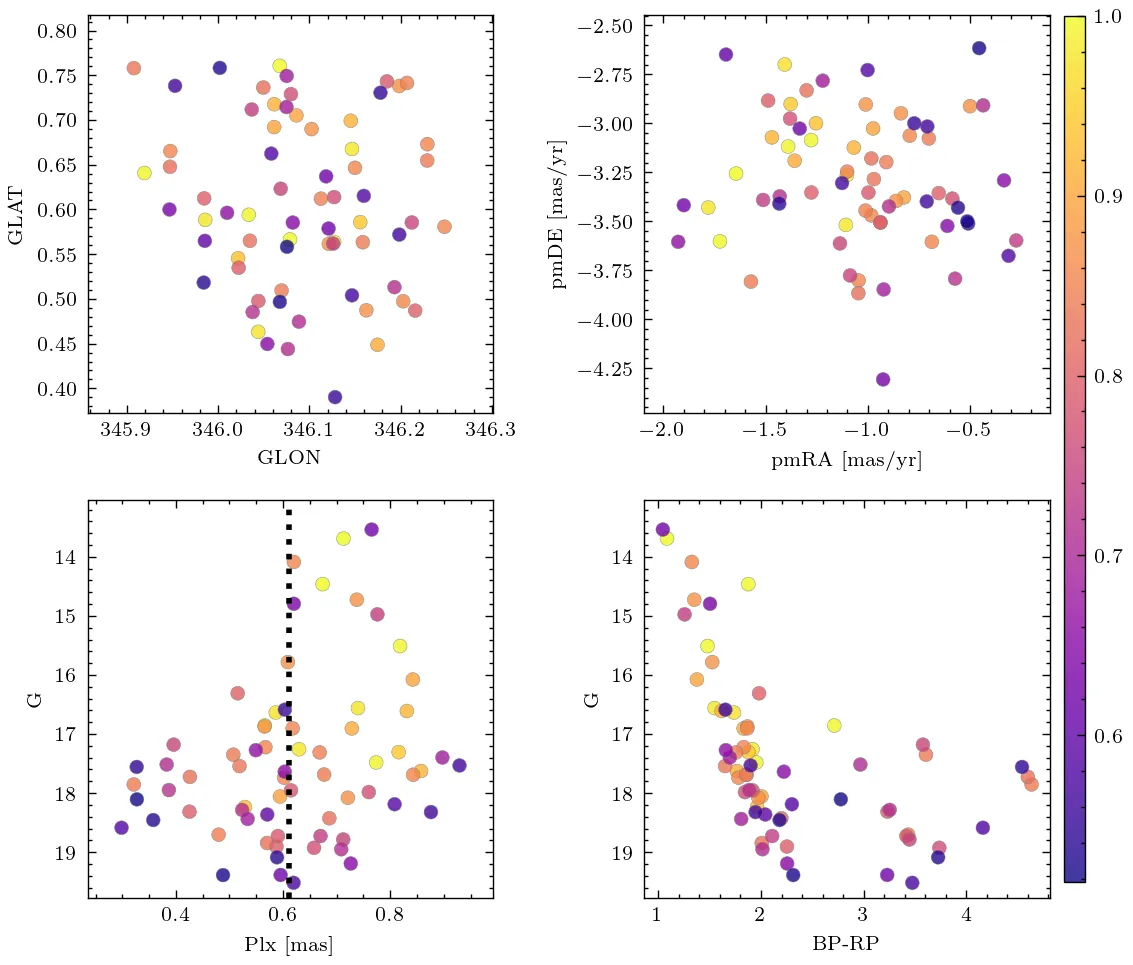 0.80
0.75
0.70
0.65
0.60
0.55
0.50
0.45
0.40
GLAT
345.9 346.0 346.1 346.2 346.3
GLON
−2.50
−2.75
−3.00
−3.25
−3.50
−3.75
−4.00
−4.25
pmDE [mas/yr]
−2.0 −1.5 −1.0 −0.5
pmRA [mas/yr]
1.0
0.9
0.8
0.7
0.6
14
15
16
17
18
19
G
0.4 0.6 0.8
Plx [mas]
14
15
16
17
18
19
G
1 2 3 4
BP-RP